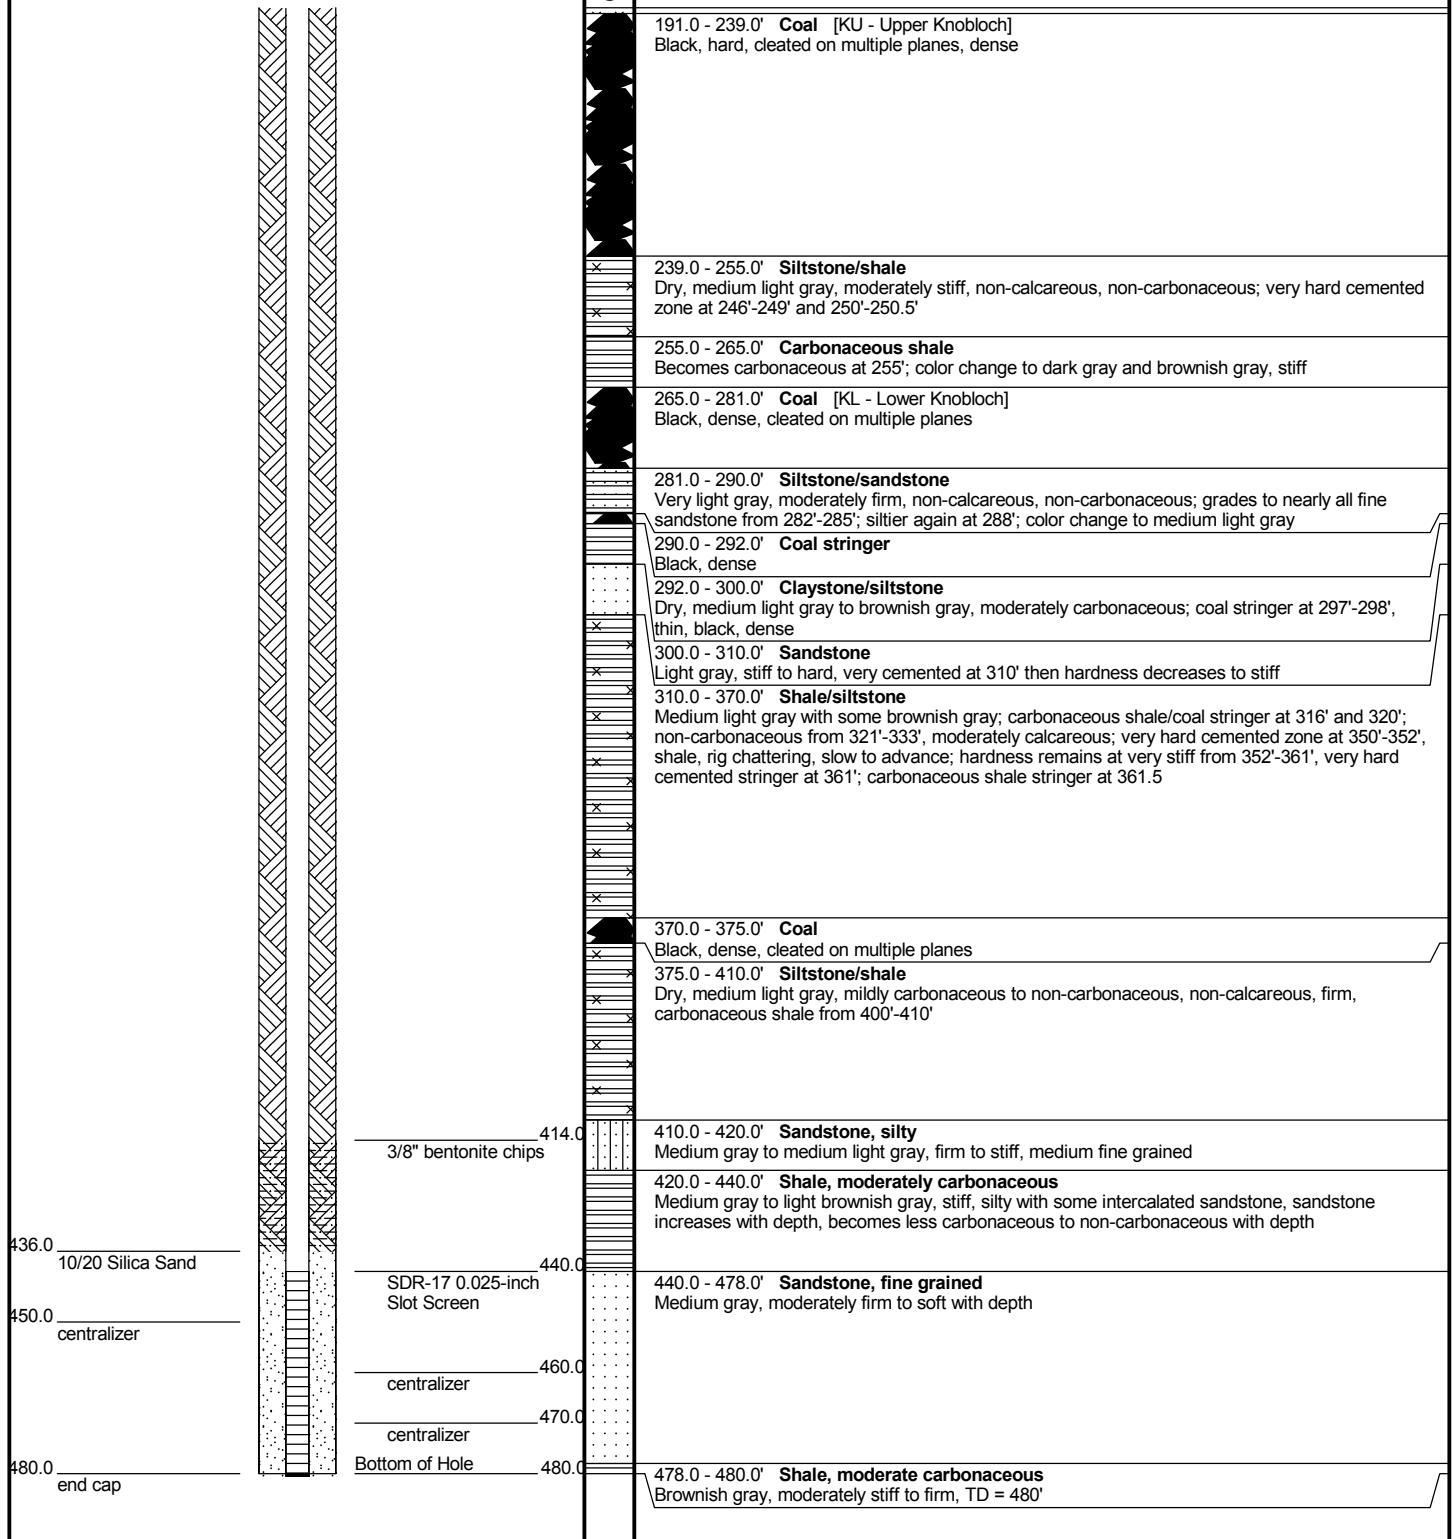 191.0 - 239.0' Coal [KU - Upper Knobloch]
Black, hard, cleated on multiple planes, dense
239.0 - 255.0' Siltstone/shale
Dry, medium light gray, moderately stiff, non-calcareous, non-carbonaceous; very hard cemented
zone at 246'-249' and 250'-250.5'
255.0 - 265.0' Carbonaceous shale
Becomes carbonaceous at 255'; color change to dark gray and brownish gray, stiff
265.0 - 281.0' Coal [KL - Lower Knobloch]
Black, dense, cleated on multiple planes
281.0 - 290.0' Siltstone/sandstone
Very light gray, moderately firm, non-calcareous, non-carbonaceous; grades to nearly all fine
sandstone from 282'-285'; siltier again at 288'; color change to medium light gray
290.0 - 292.0' Coal stringer
Black, dense
292.0 - 300.0' Claystone/siltstone
Dry, medium light gray to brownish gray, moderately carbonaceous; coal stringer at 297'-298',
thin, black, dense
300.0 - 310.0' Sandstone
Light gray, stiff to hard, very cemented at 310' then hardness decreases to stiff
310.0 - 370.0' Shale/siltstone
Medium light gray with some brownish gray; carbonaceous shale/coal stringer at 316' and 320';
non-carbonaceous from 321'-333', moderately calcareous; very hard cemented zone at 350'-352',
shale, rig chattering, slow to advance; hardness remains at very stiff from 352'-361', very hard
cemented stringer at 361'; carbonaceous shale stringer at 361.5
370.0 - 375.0' Coal
Black, dense, cleated on multiple planes
375.0 - 410.0' Siltstone/shale
Dry, medium light gray, mildly carbonaceous to non-carbonaceous, non-calcareous, firm,
carbonaceous shale from 400'-410'
414.0
3/8" bentonite chips
410.0 - 420.0' Sandstone, silty
Medium gray to medium light gray, firm to stiff, medium fine grained
420.0 - 440.0' Shale, moderately carbonaceous
Medium gray to light brownish gray, stiff, silty with some intercalated sandstone, sandstone
increases with depth, becomes less carbonaceous to non-carbonaceous with depth
436.0
10/20 Silica Sand
440.0
SDR-17 0.025-inch
Slot Screen
440.0 - 478.0' Sandstone, fine grained
Medium gray, moderately firm to soft with depth
450.0
centralizer
460.0
centralizer
470.0
centralizer
480.0
end cap
Bottom of Hole
480.0
478.0 - 480.0' Shale, moderate carbonaceous
Brownish gray, moderately stiff to firm, TD = 480'